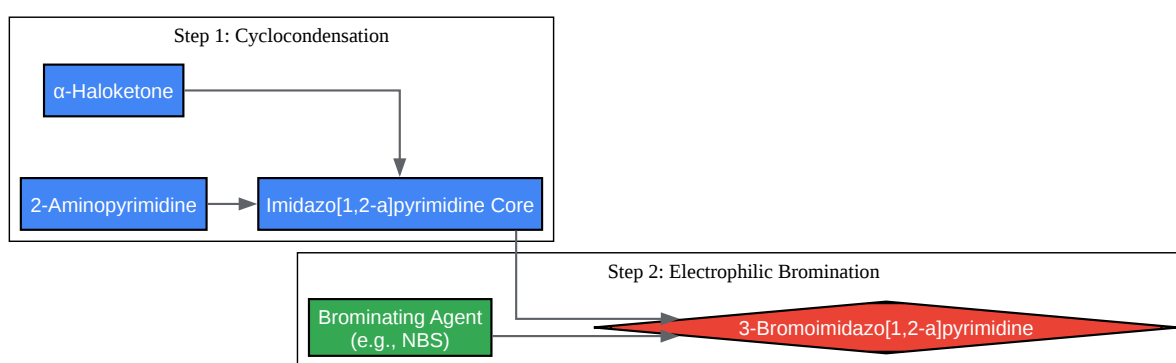 Step 1: Cyclocondensation
α-Haloketone
2-Aminopyrimidine
Imidazo[1,2-a]pyrimidine Core
Step 2: Electrophilic Bromination
Brominating Agent
(e.g., NBS)
3-Bromoimidazo[1,2-a]pyrimidine